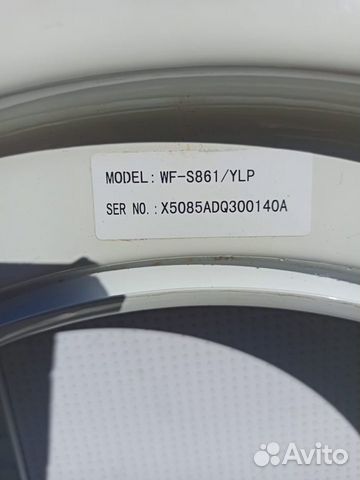 MODEL: WF-S861/YLP
SER NO.: X5085ADQ300140A
Avito